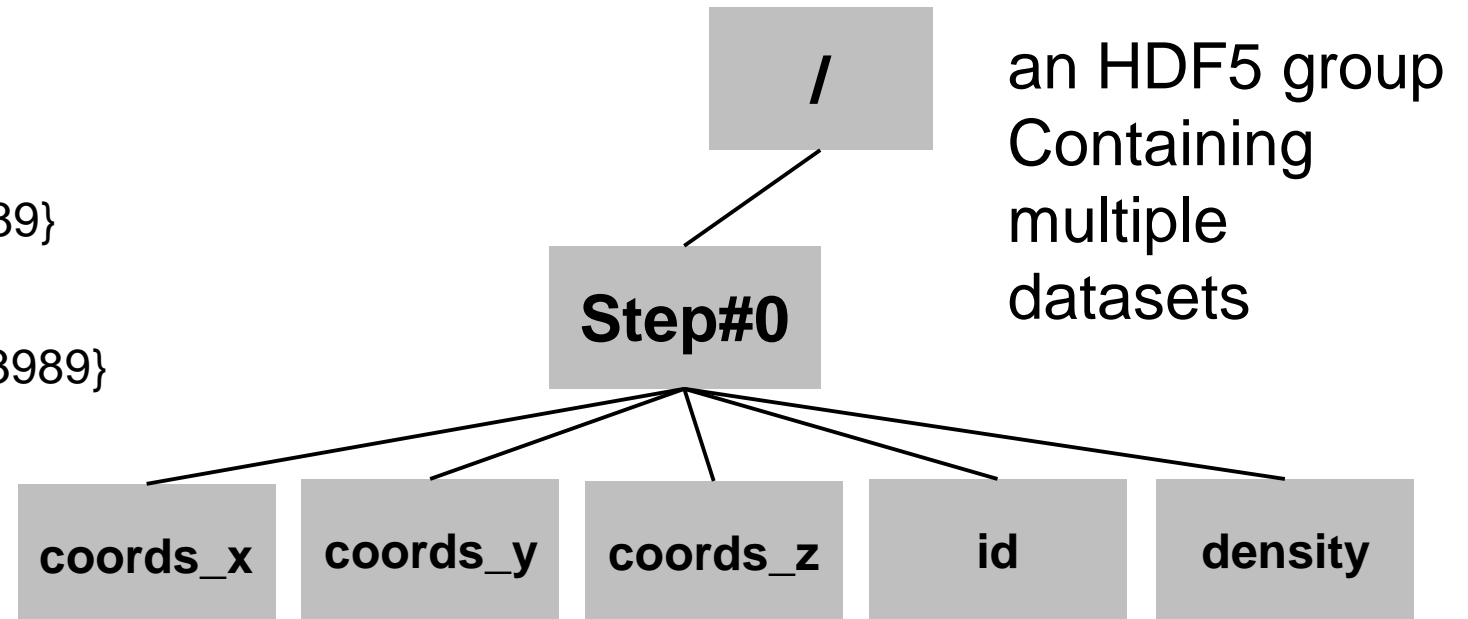 /
an HDF5 group
Containing
multiple
datasets
39}
Step#0
3989}
coords_x
coords_y
coords_z
id
density